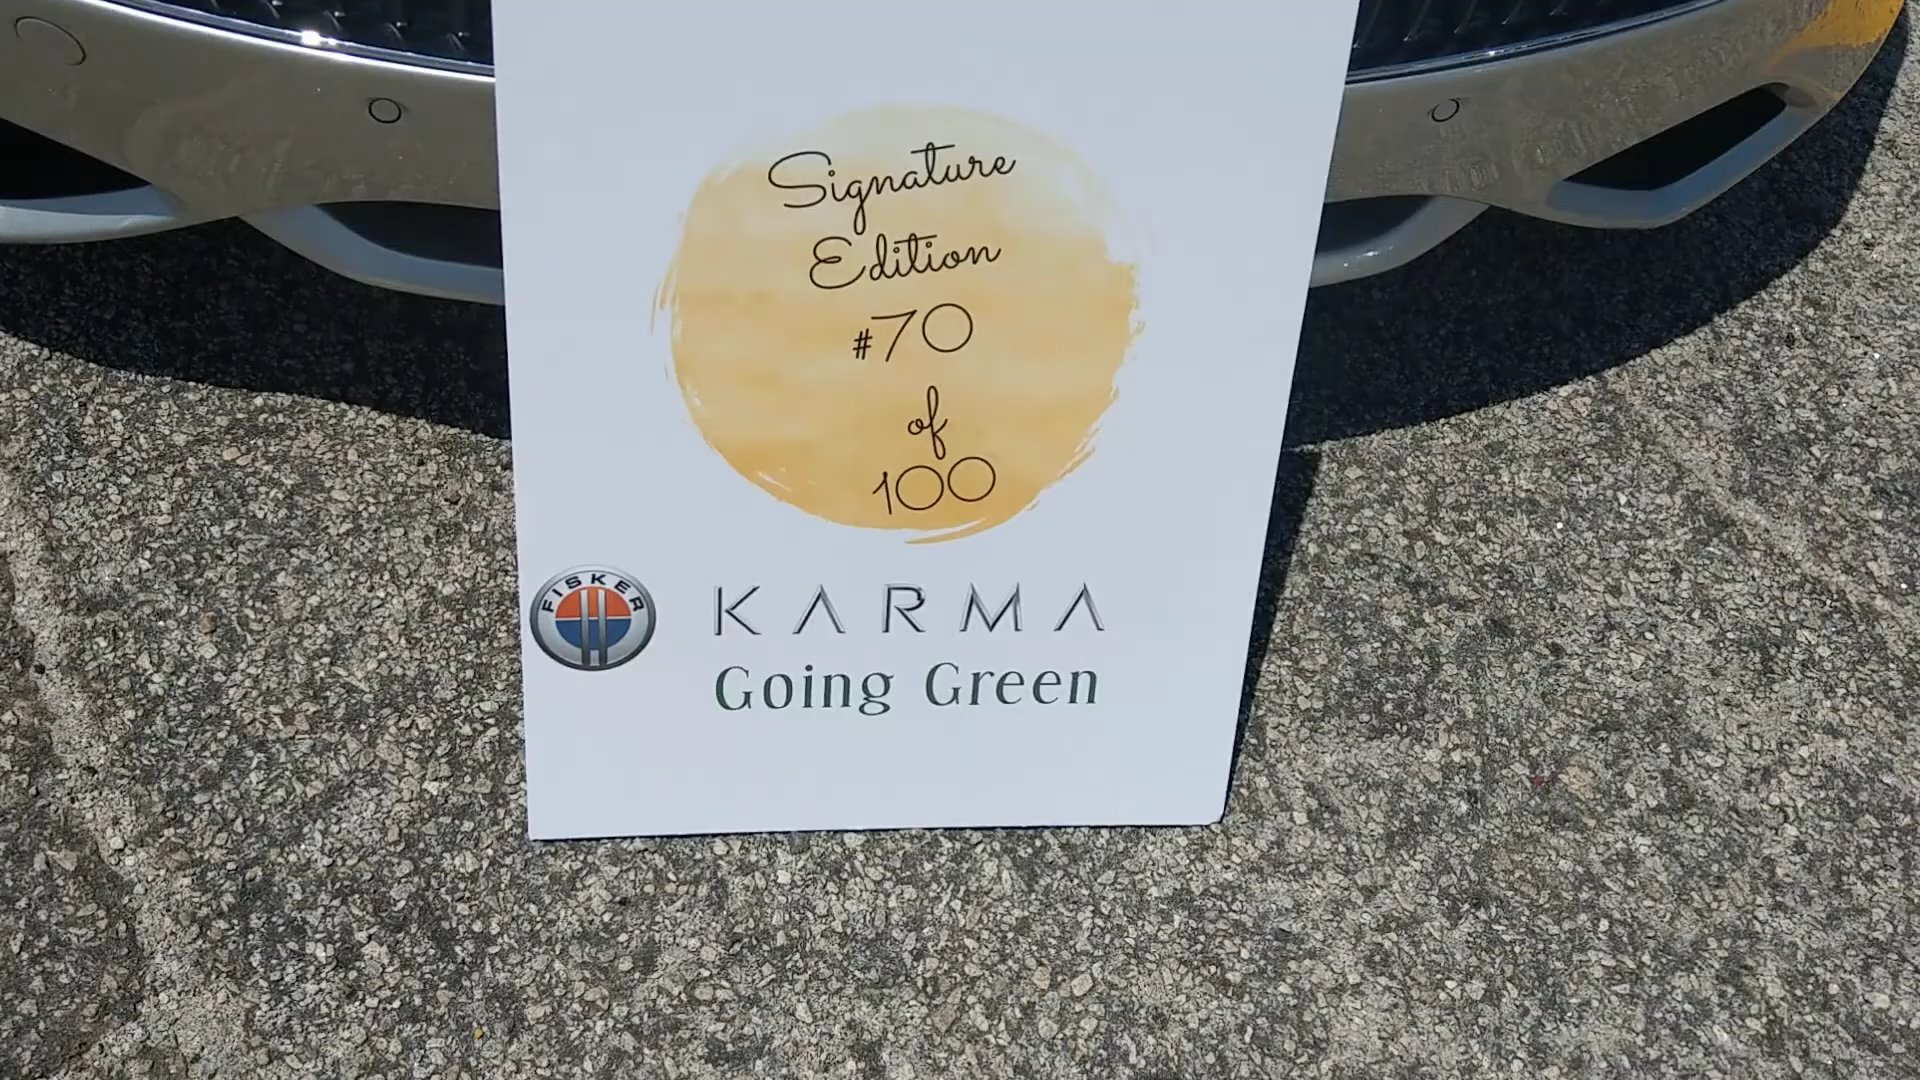 Signature
Edition
#70
of
100
FISKER
KARMA
Going Green